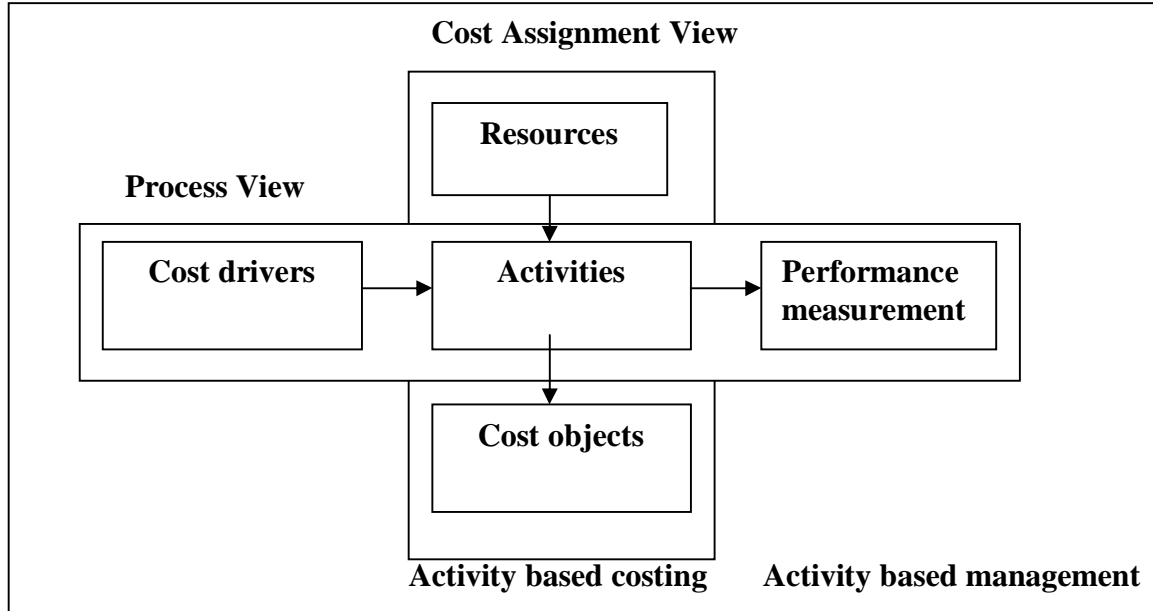 Cost Assignment View
Resources
Process View
Cost drivers
Activities
Performance
measurement
Cost objects
Activity based costing
Activity based management